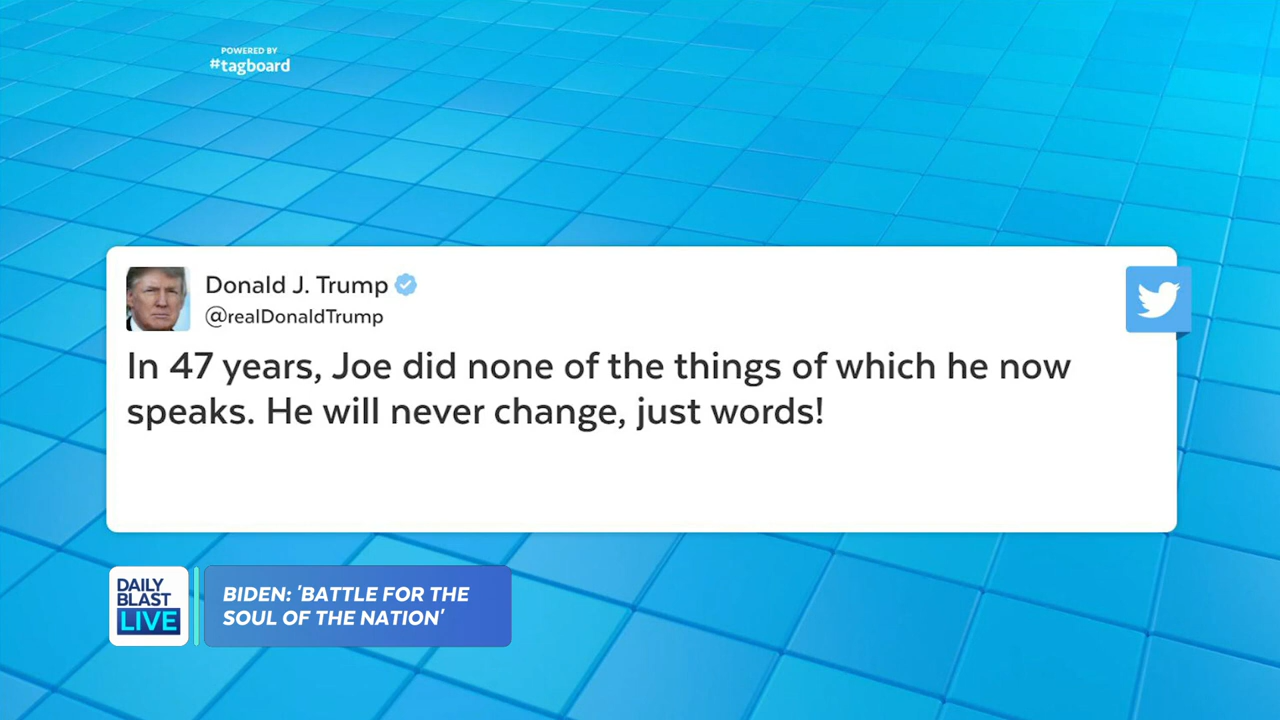 POWERED BY
#tagboard
Donald J. Trump
@realDonaldTrump
In 47 years, Joe did none of the things of which he now
speaks. He will never change, just words!
DAILY
BLAST
LIVE
BIDEN: 'BATTLE FOR THE
SOUL OF THE NATION'